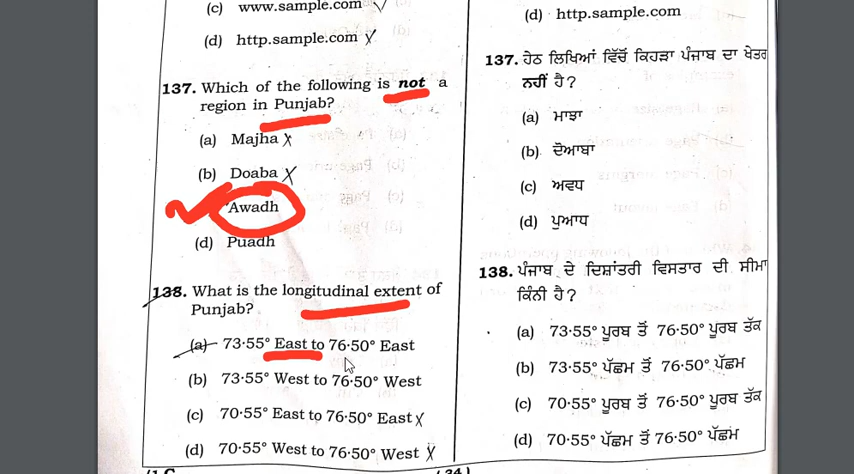 (c) www.sample.com
(d) http.sample.com
137. Which of the following is not a
region in Punjab?
(a) Majha
(b) Doaba
Awadh
(d) Puadh
138. What is the longitudinal extent of
Punjab?
(a) 73·55° East to 76·50° East
(b) 73·55° West to 76·50° West
(c) 70·55° East to 76·50° East
(d) 70·55° West to 76·50° West
(d) http.sample.com
137. ਹੇਠ ਲਿਖਿਆਂ ਵਿੱਚੋਂ ਕਿਹੜਾ ਪੰਜਾਬ ਦਾ ਖੇਤਰ
ਨਹੀਂ ਹੈ?
(a) ਮਾਝਾ
(b) ਦੋਆਬਾ
(c) ਅਵਧ
(d) ਪੁਆਧ
138. ਪੰਜਾਬ ਦੇ ਦਿਸ਼ਾਂਤਰੀ ਵਿਸਤਾਰ ਦੀ ਸੀਮਾ
ਕਿੰਨੀ ਹੈ?
(a) 73·55° ਪੂਰਬ ਤੋਂ 76·50° ਪੂਰਬ ਤੱਕ
(b) 73·55° ਪੱਛਮ ਤੋਂ 76·50° ਪੱਛਮ
(c) 70·55° ਪੂਰਬ ਤੋਂ 76·50° ਪੂਰਬ ਤੱਕ
(d) 70·55° ਪੱਛਮ ਤੋਂ 76·50° ਪੱਛਮ